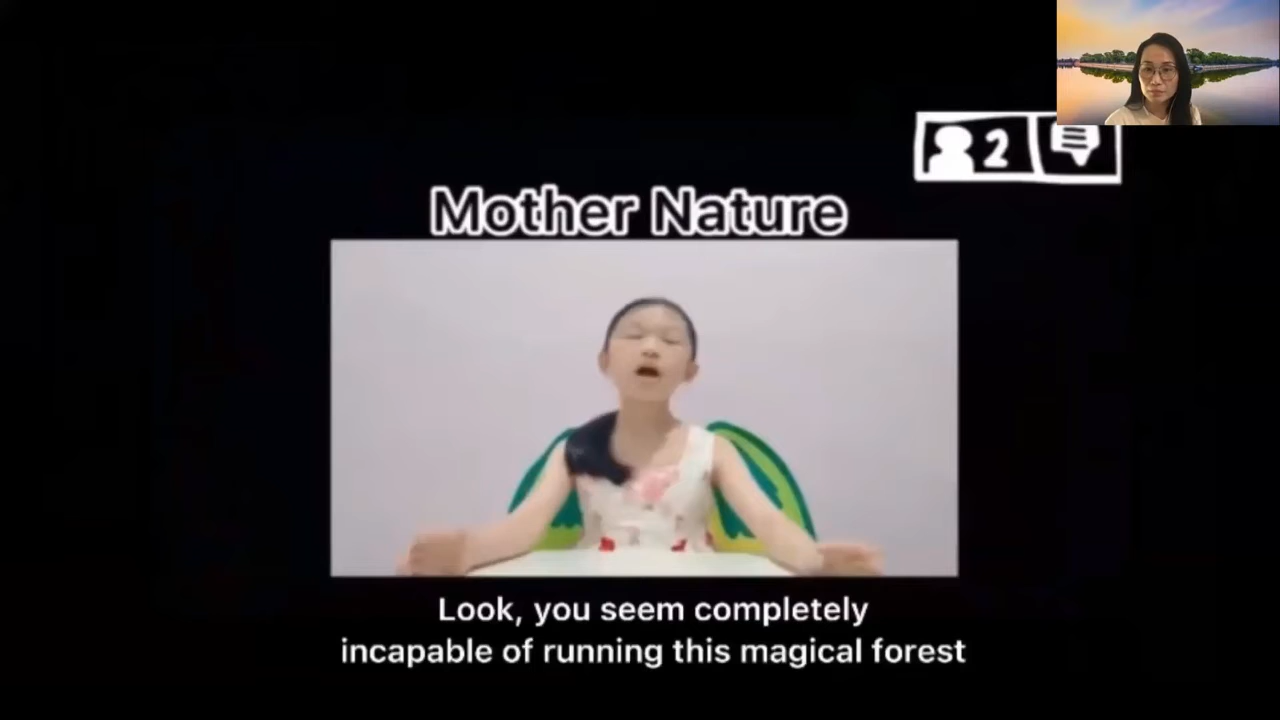 2
Mother Nature
Look, you seem completely
incapable of running this magical forest